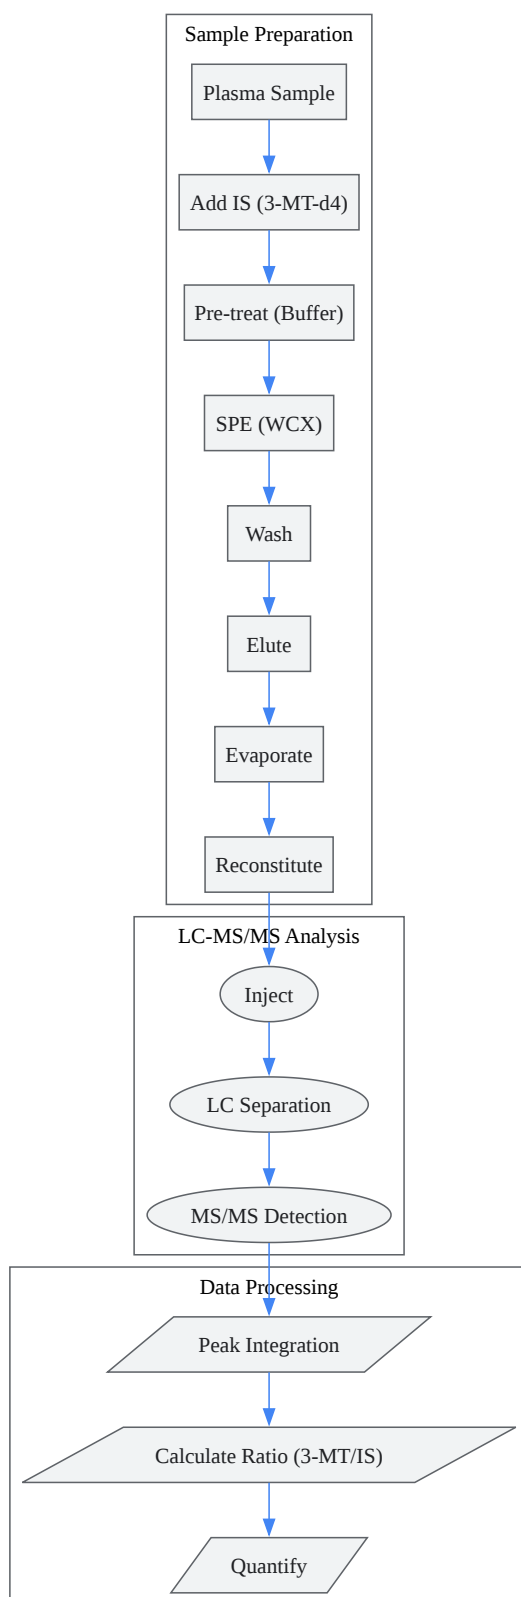 Sample Preparation
Plasma Sample
Add IS (3-MT-d4)
Pre-treat (Buffer)
SPE (WCX)
Wash
Elute
Evaporate
Reconstitute
LC-MS/MS Analysis
Inject
LC Separation
MS/MS Detection
Data Processing
Peak Integration
Calculate Ratio (3-MT/IS)
Quantify